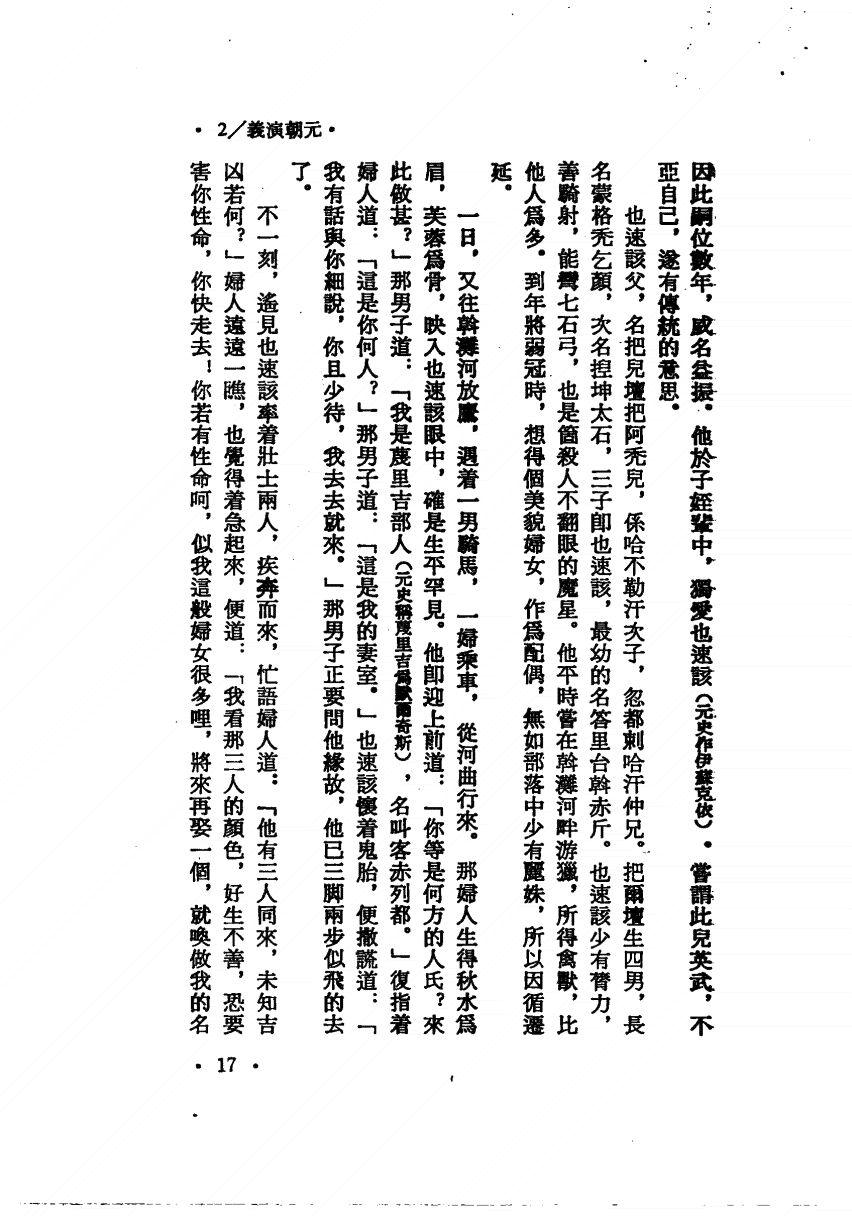 ·元朝演義/2·
因此嗣位數年，威名益振。他於子姪輩中，獨愛也速該（元史作伊蘇克依）。嘗謂此兒英武，不
亞自己，遂有傳統的意思。
也速該父，名把兒壇把阿禿兒，係哈不勒汗次子，忽都剌哈汗仲兄。把爾壇生四男，長
名蒙格禿乞顏，次名捏坤太石，三子卽也速該，最幼的名答里台斡赤斤。也速該少有膂力，
善騎射，能彎七石弓，也是箇殺人不翻眼的魔星。他平時嘗在斡灘河畔游獵，所得禽獸，比
他人爲多。到年將弱冠時，想得個美貌婦女，作爲配偶，無如部落中少有麗姝，所以因循遷
延。
一日，又往斡灘河放鷹，遇着一男騎馬，一婦乘車，從河曲行來。那婦人生得秋水爲
眉，芙蓉爲骨，映入也速該眼中，確是生平罕見。他卽迎上前道：「你等是何方的人氏？來
此做甚？」那男子道：「我是蔑里吉部人（元史稱蔑里吉爲默爾奇斯），名叫客赤列都。」復指着
婦人道：「這是你何人？」那男子道：「這是我的妻室。」也速該懷着鬼胎，便撒謊道：「
我有話與你細說，你且少待，我去去就來。」那男子正要問他緣故，他已三脚兩步似飛的去
了。
不一刻，遙見也速該率着壯士兩人，疾奔而來，忙語婦人道：「他有三人同來，未知吉
凶若何？」婦人遠遠一瞧，也覺得着急起來，便道：「我看那三人的顏色，好生不善，恐要
害你性命，你快走去！你若有性命呵，似我這般婦女很多哩，將來再娶一個，就喚做我的名
·17·